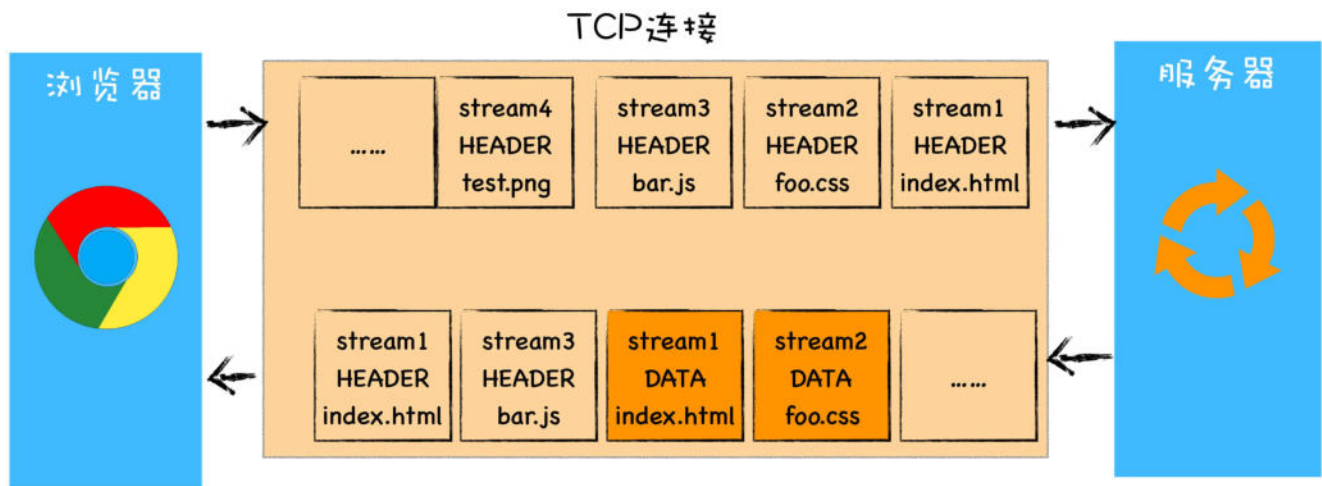 TCP连接
浏览器
服务器
……
stream4
HEADER
test.png
stream3
HEADER
bar.js
stream2
HEADER
foo.css
stream1
HEADER
index.html
stream1
HEADER
index.html
stream3
HEADER
bar.js
stream1
DATA
index.html
stream2
DATA
foo.css
……